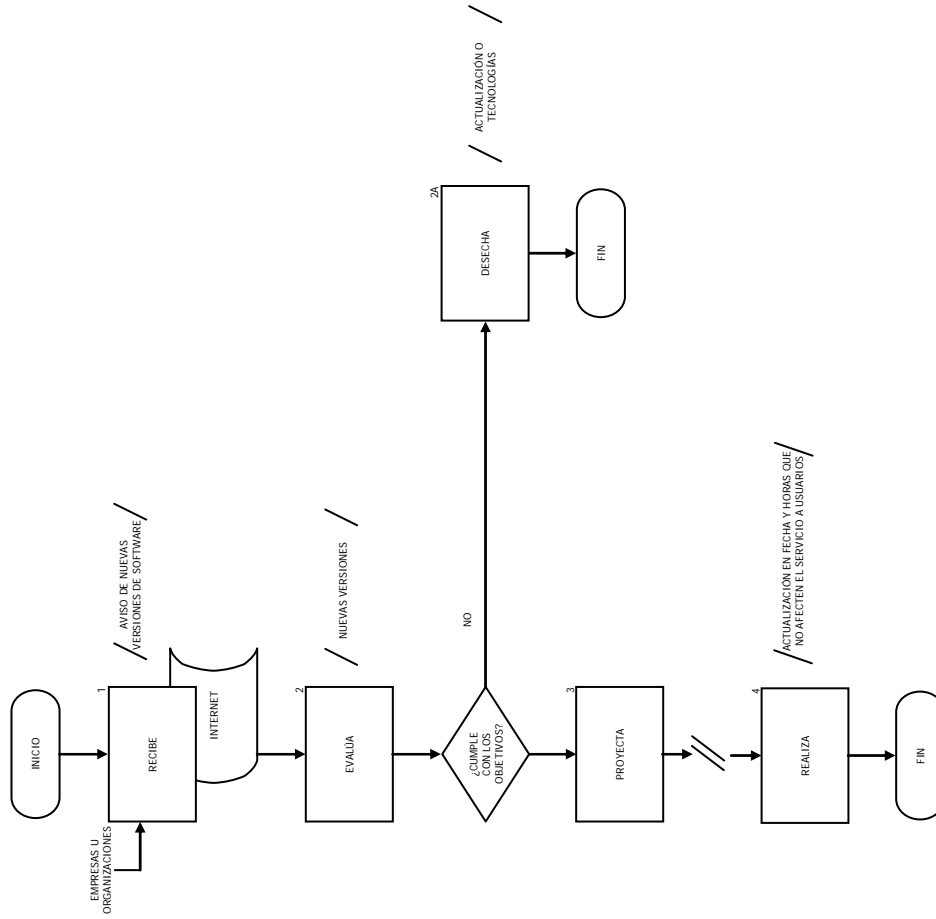 INICIO
EMPRESAS U
ORGANIZACIONES
1
RECIBE
INTERNET
AVISO DE NUEVAS
VERSIONES DE SOFTWARE
2
EVALÚA
NUEVAS VERSIONES
¿CUMPLE
CON LOS
OBJETIVOS?
NO
2A
DESECHA
ACTUALIZACIÓN O
TECNOLOGÍAS
FIN
3
PROYECTA
4
REALIZA
ACTUALIZACIÓN EN FECHA Y HORAS QUE
NO AFECTEN EL SERVICIO A USUARIOS
FIN